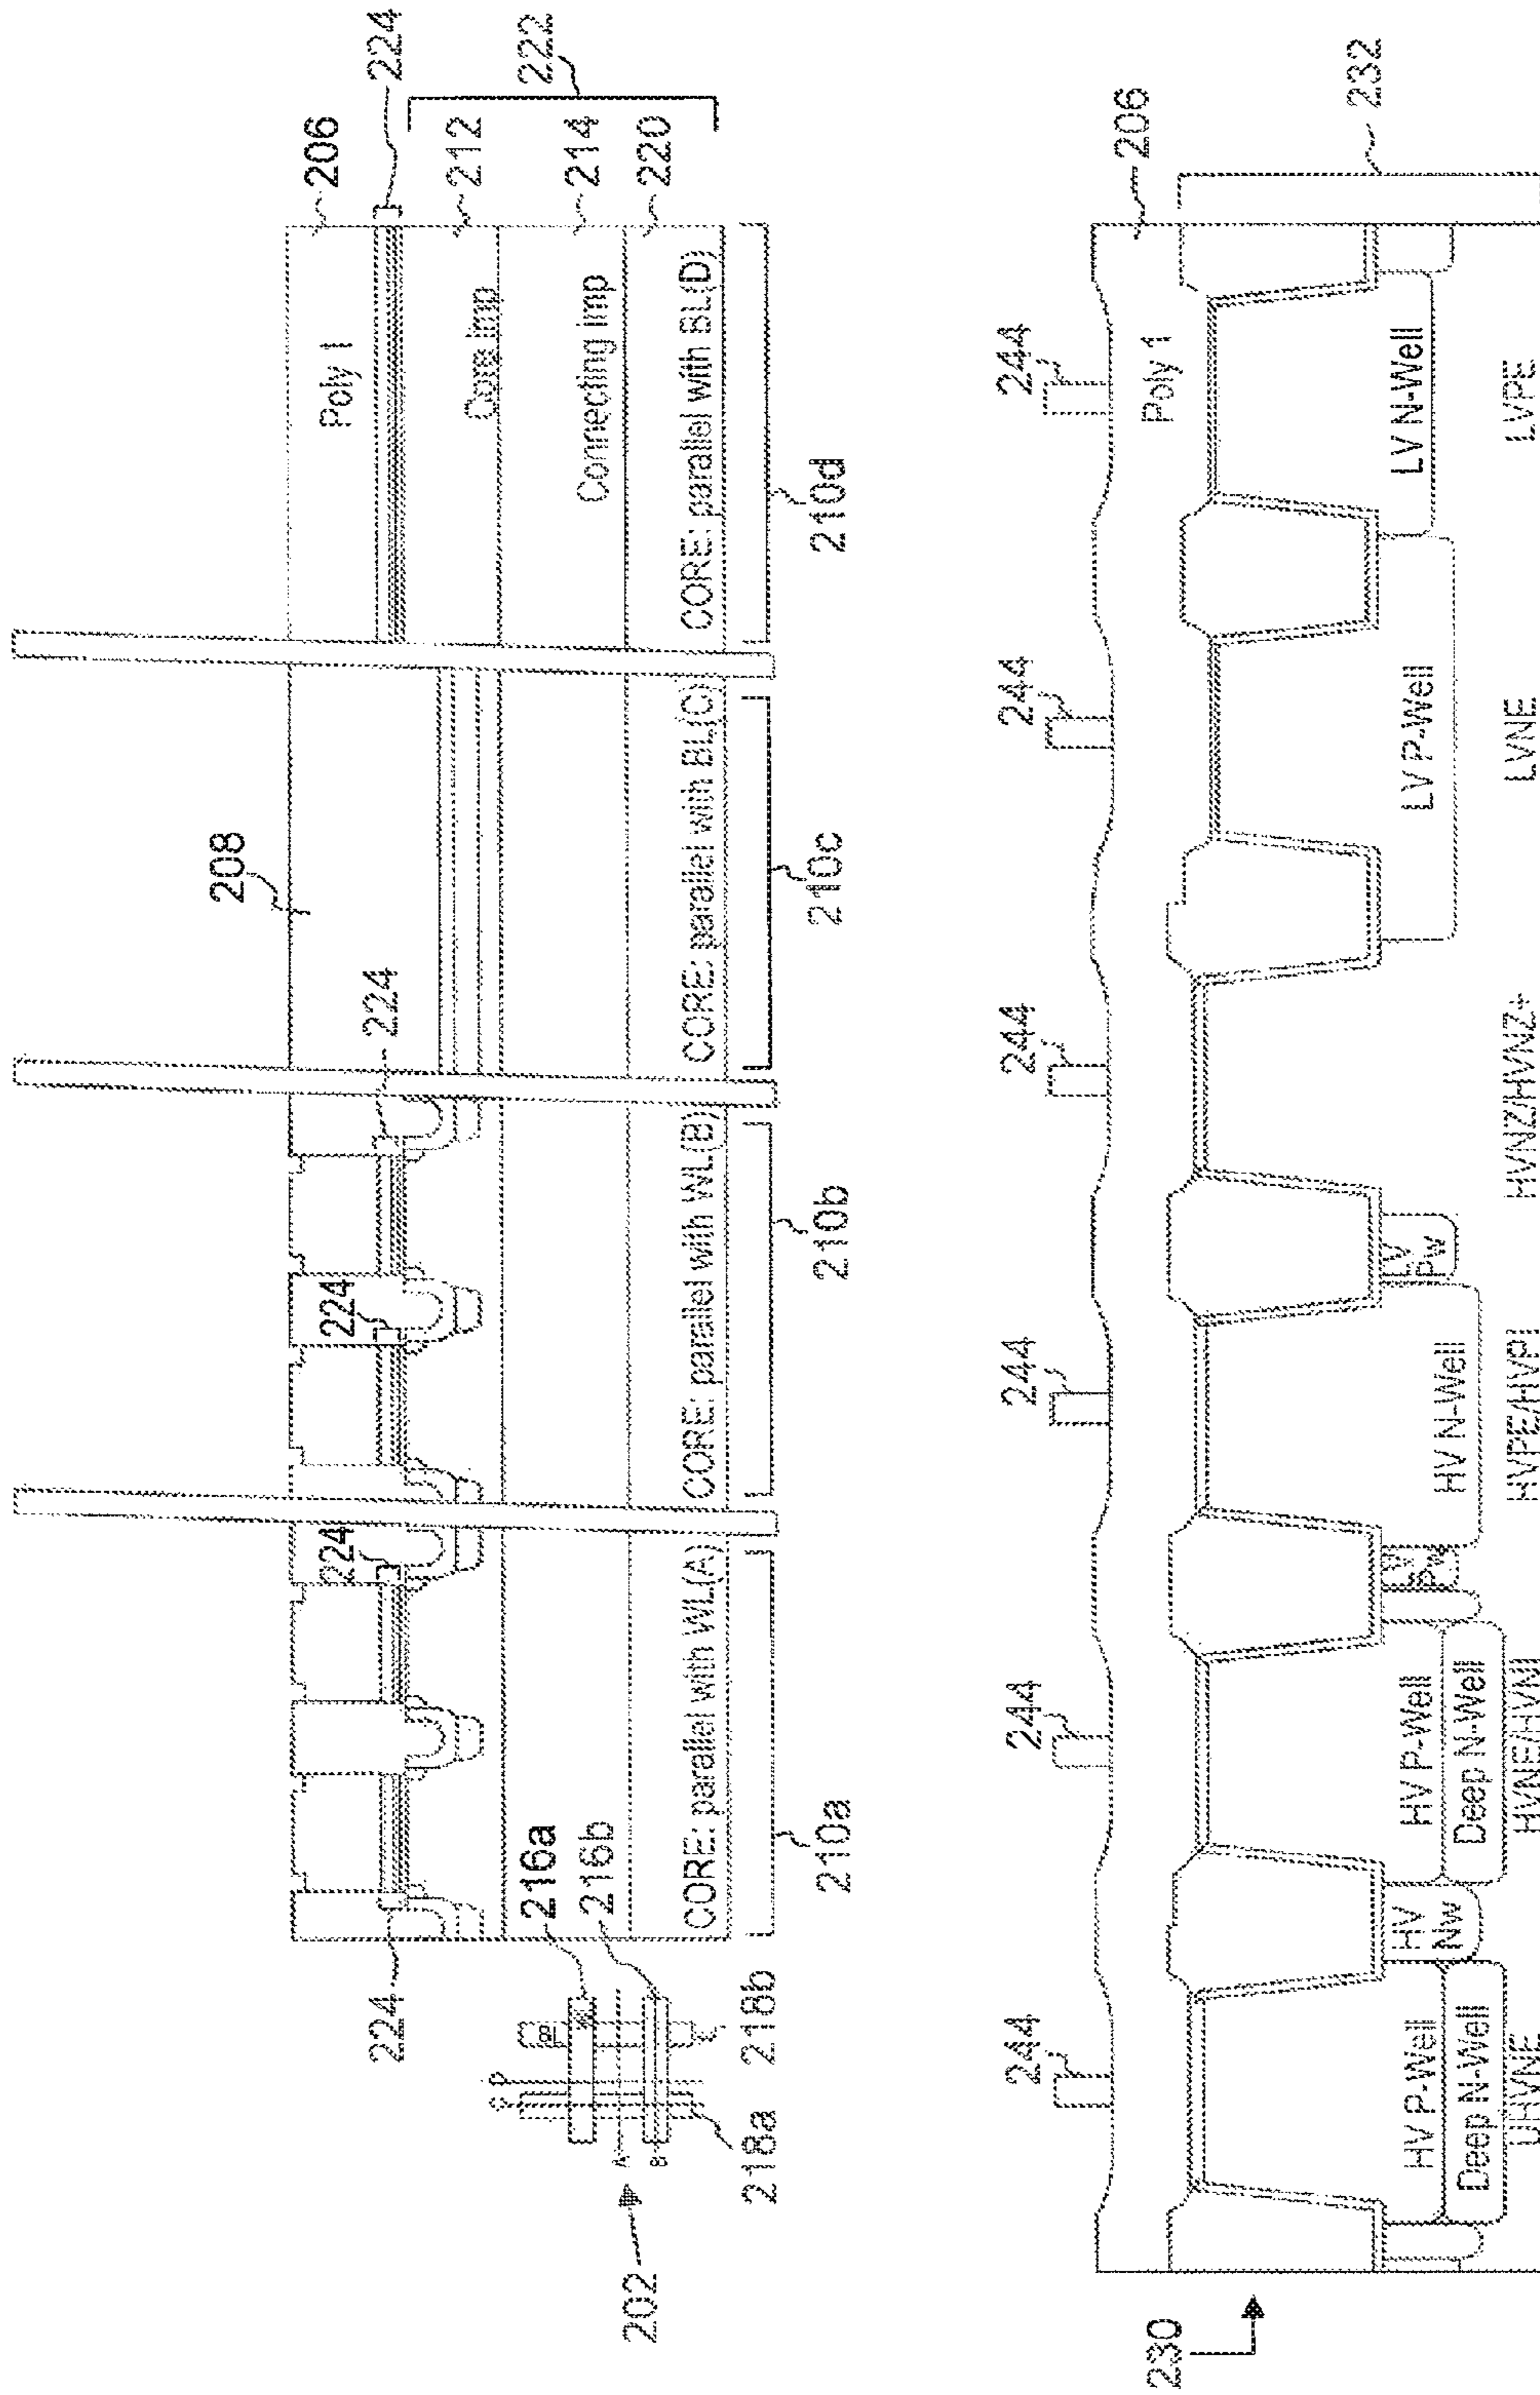 208
206
224
212
222
214
220
Poly 1
Core Imp
Connecting Imp
224
224
224
224
CORE: parallel with WL(A)
CORE: parallel with WL(B)
CORE: parallel with BL(C)
CORE: parallel with BL(D)
210a
210b
210c
210d
216a
216b
BL
C D
A
B
202
218a
218b
244
244
244
244
244
244
206
Poly 1
232
230
HV P-Well
Deep N-Well
HV
Nw
HV P-Well
Deep N-Well
LV
Pw
HV N-Well
LV
Pw
LV P-Well
LV N-Well
UHVNE
HVNE/HVNI
HVPE/HVPI
HVNZ/HVNZ+
LVNE
LVPE